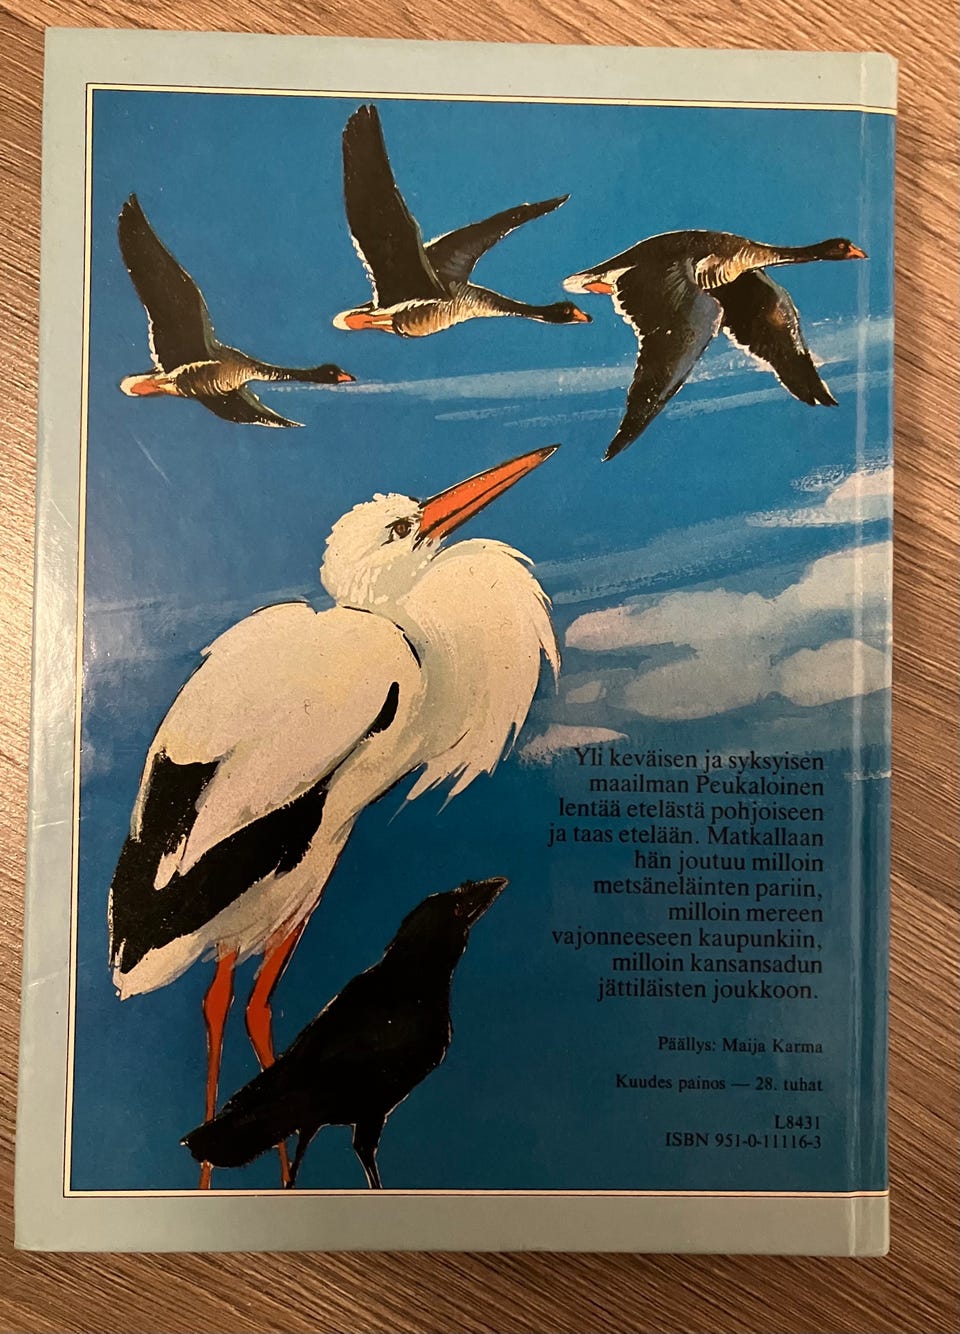 Yli keväisen ja syksyisen
maailman Peukaloinen
lentää etelästä pohjoiseen
ja taas etelään. Matkallaan
hän joutuu milloin
metsäneläinten pariin,
milloin mereen
vajonneeseen kaupunkiin,
milloin kansansadun
jättiläisten joukkoon.
Päällys: Maija Karma
Kuudes painos — 28. tuhat
L8431
ISBN 951-0-11116-3